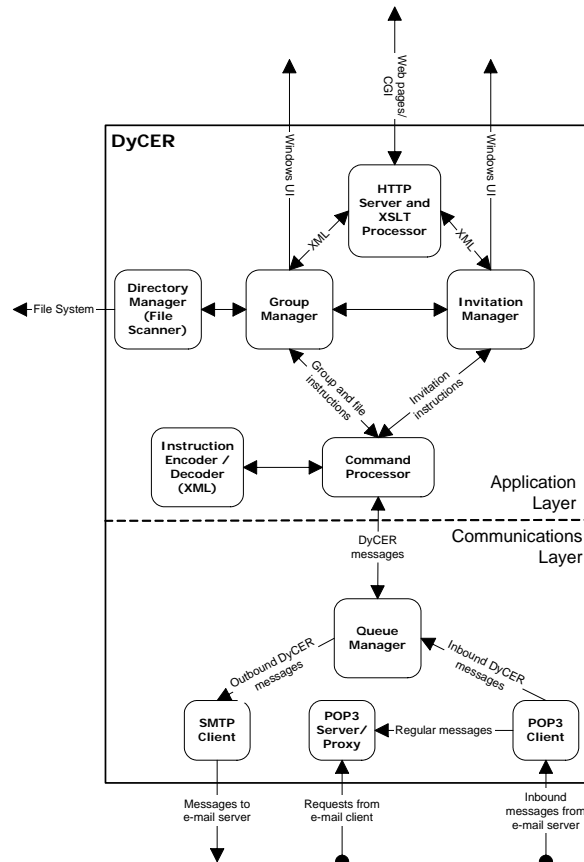 Web pages/
CGI
Windows UI
Windows UI
DyCER
HTTP
Server and
XSLT
Processor
XML
XML
File System
Directory
Manager
(File
Scanner)
Group
Manager
Invitation
Manager
Group and file
instructions
Invitation
instructions
Instruction
Encoder /
Decoder
(XML)
Command
Processor
Application
Layer
DyCER
messages
Communications
Layer
Queue
Manager
Outbound DyCER
messages
Inbound DyCER
messages
SMTP
Client
POP3
Server/
Proxy
Regular messages
POP3
Client
Messages to
e-mail server
Requests from
e-mail client
Inbound
messages from
e-mail server